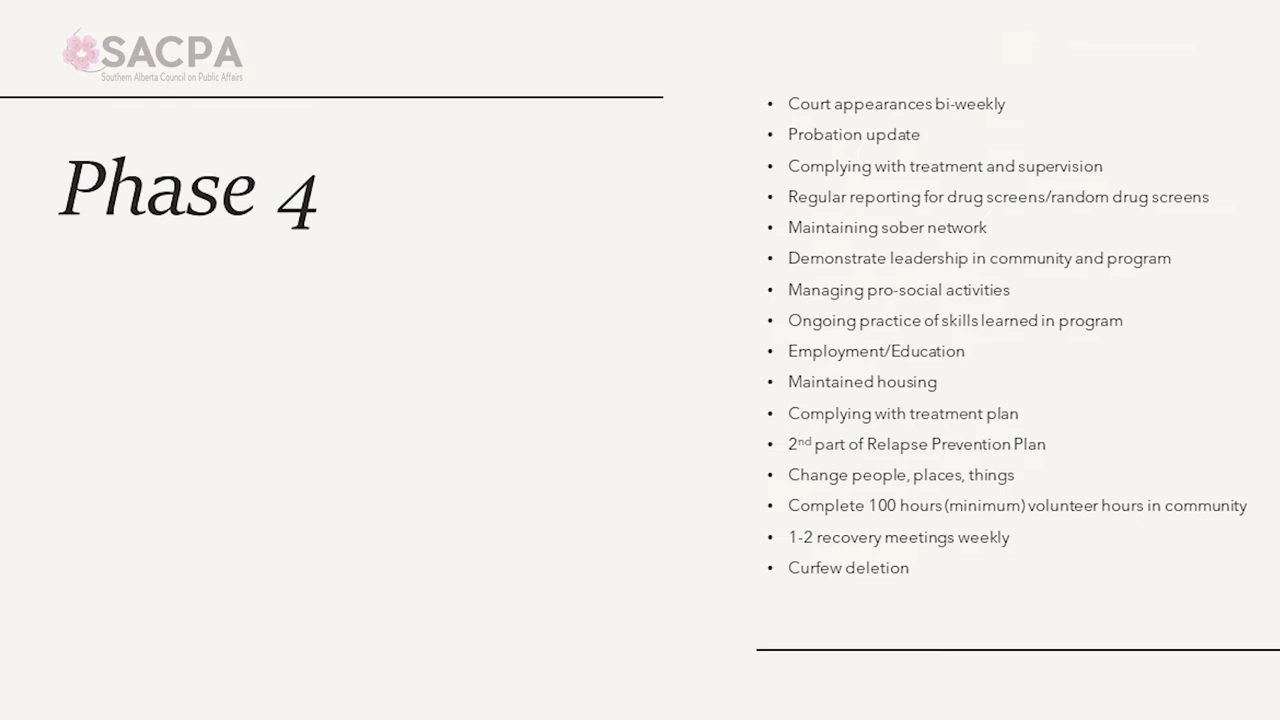 SACPA
Southern Alberta Council on Public Affairs
Phase 4
• Court appearances bi-weekly
• Probation update
• Complying with treatment and supervision
• Regular reporting for drug screens/random drug screens
• Maintaining sober network
• Demonstrate leadership in community and program
• Managing pro-social activities
• Ongoing practice of skills learned in program
• Employment/Education
• Maintained housing
• Complying with treatment plan
• 2nd part of Relapse Prevention Plan
• Change people, places, things
• Complete 100 hours (minimum) volunteer hours in community
• 1-2 recovery meetings weekly
• Curfew deletion